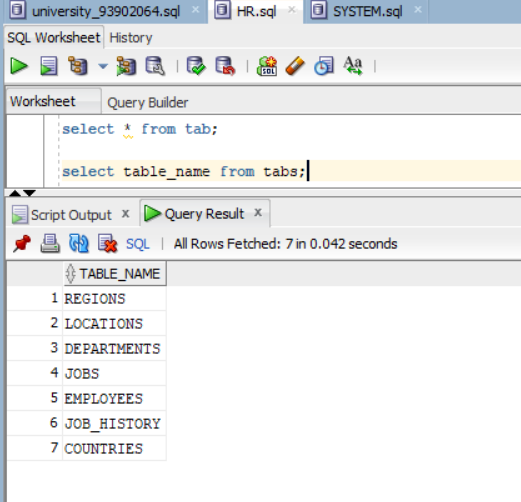 university_93902064.sql × HR.sql × SYSTEM.sql ×
SQL Worksheet History
Worksheet Query Builder
select * from tab;
select table_name from tabs;
Script Output × Query Result ×
SQL | All Rows Fetched: 7 in 0.042 seconds
TABLE_NAME
1 REGIONS
2 LOCATIONS
3 DEPARTMENTS
4 JOBS
5 EMPLOYEES
6 JOB_HISTORY
7 COUNTRIES